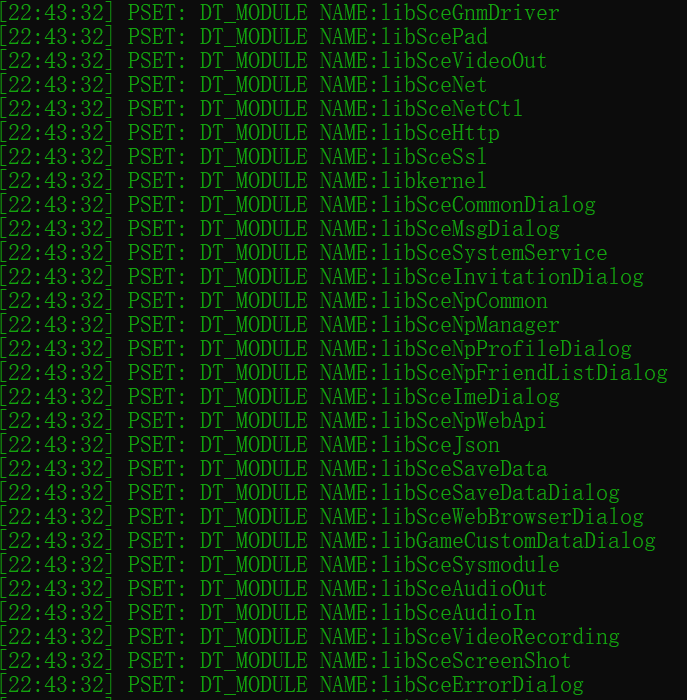 [22:43:32] PSET: DT_MODULE NAME:libSceGnmDriver
[22:43:32] PSET: DT_MODULE NAME:libScePad
[22:43:32] PSET: DT_MODULE NAME:libSceVideoOut
[22:43:32] PSET: DT_MODULE NAME:libSceNet
[22:43:32] PSET: DT_MODULE NAME:libSceNetCtl
[22:43:32] PSET: DT_MODULE NAME:libSceHttp
[22:43:32] PSET: DT_MODULE NAME:libSceSsl
[22:43:32] PSET: DT_MODULE NAME:libkernel
[22:43:32] PSET: DT_MODULE NAME:libSceCommonDialog
[22:43:32] PSET: DT_MODULE NAME:libSceMsgDialog
[22:43:32] PSET: DT_MODULE NAME:libSceSystemService
[22:43:32] PSET: DT_MODULE NAME:libSceInvitationDialog
[22:43:32] PSET: DT_MODULE NAME:libSceNpCommon
[22:43:32] PSET: DT_MODULE NAME:libSceNpManager
[22:43:32] PSET: DT_MODULE NAME:libSceNpProfileDialog
[22:43:32] PSET: DT_MODULE NAME:libSceNpFriendListDialog
[22:43:32] PSET: DT_MODULE NAME:libSceImeDialog
[22:43:32] PSET: DT_MODULE NAME:libSceNpWebApi
[22:43:32] PSET: DT_MODULE NAME:libSceJson
[22:43:32] PSET: DT_MODULE NAME:libSceSaveData
[22:43:32] PSET: DT_MODULE NAME:libSceSaveDataDialog
[22:43:32] PSET: DT_MODULE NAME:libSceWebBrowserDialog
[22:43:32] PSET: DT_MODULE NAME:libGameCustomDataDialog
[22:43:32] PSET: DT_MODULE NAME:libSceSysmodule
[22:43:32] PSET: DT_MODULE NAME:libSceAudioOut
[22:43:32] PSET: DT_MODULE NAME:libSceAudioIn
[22:43:32] PSET: DT_MODULE NAME:libSceVideoRecording
[22:43:32] PSET: DT_MODULE NAME:libSceScreenShot
[22:43:32] PSET: DT_MODULE NAME:libSceErrorDialog